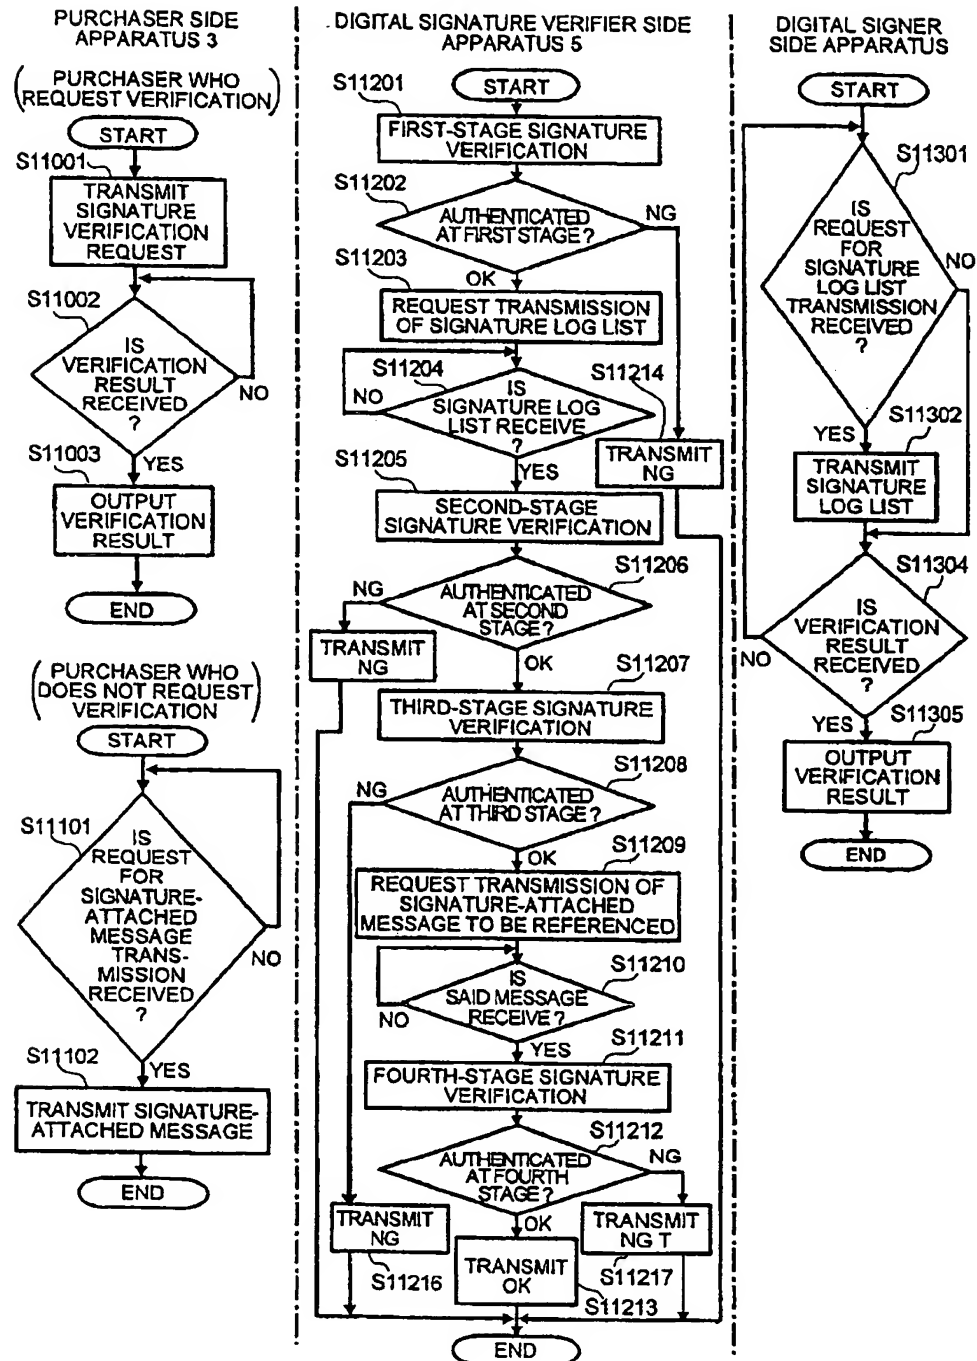 PURCHASER SIDE
APPARATUS 3
(PURCHASER WHO
REQUEST VERIFICATION)
START
S11001
TRANSMIT
SIGNATURE
VERIFICATION
REQUEST
S11002
IS
VERIFICATION
RESULT
RECEIVED
?
NO
YES
S11003
OUTPUT
VERIFICATION
RESULT
END
(PURCHASER WHO
DOES NOT REQUEST
VERIFICATION)
START
S11101
IS
REQUEST
FOR
SIGNATURE-
ATTACHED
MESSAGE
TRANS-
MISSION
RECEIVED
?
NO
YES
S11102
TRANSMIT SIGNATURE-
ATTACHED MESSAGE
END
DIGITAL SIGNATURE VERIFIER SIDE
APPARATUS 5
START
S11201
FIRST-STAGE SIGNATURE
VERIFICATION
S11202
AUTHENTICATED
AT FIRST STAGE?
NG
OK
S11203
REQUEST TRANSMISSION
OF SIGNATURE LOG LIST
S11204
IS
SIGNATURE LOG
LIST RECEIVE
?
NO
YES
S11214
TRANSMIT
NG
S11205
SECOND-STAGE
SIGNATURE VERIFICATION
S11206
AUTHENTICATED
AT SECOND
STAGE?
NG
TRANSMIT
NG
OK
S11207
THIRD-STAGE SIGNATURE
VERIFICATION
S11208
AUTHENTICATED
AT THIRD STAGE?
NG
OK
S11209
REQUEST TRANSMISSION OF
SIGNATURE-ATTACHED
MESSAGE TO BE REFERENCED
S11210
IS
SAID MESSAGE
RECEIVE?
NO
YES
S11211
FOURTH-STAGE SIGNATURE
VERIFICATION
S11212
AUTHENTICATED
AT FOURTH
STAGE?
NG
OK
TRANSMIT
NG
S11216
TRANSMIT
OK
S11213
TRANSMIT
NG T
S11217
END
DIGITAL SIGNER
SIDE APPARATUS
START
S11301
IS
REQUEST
FOR
SIGNATURE
LOG LIST
TRANSMISSION
RECEIVED
?
NO
YES
S11302
TRANSMIT
SIGNATURE
LOG LIST
S11304
IS
VERIFICATION
RESULT
RECEIVED
?
NO
YES
S11305
OUTPUT
VERIFICATION
RESULT
END